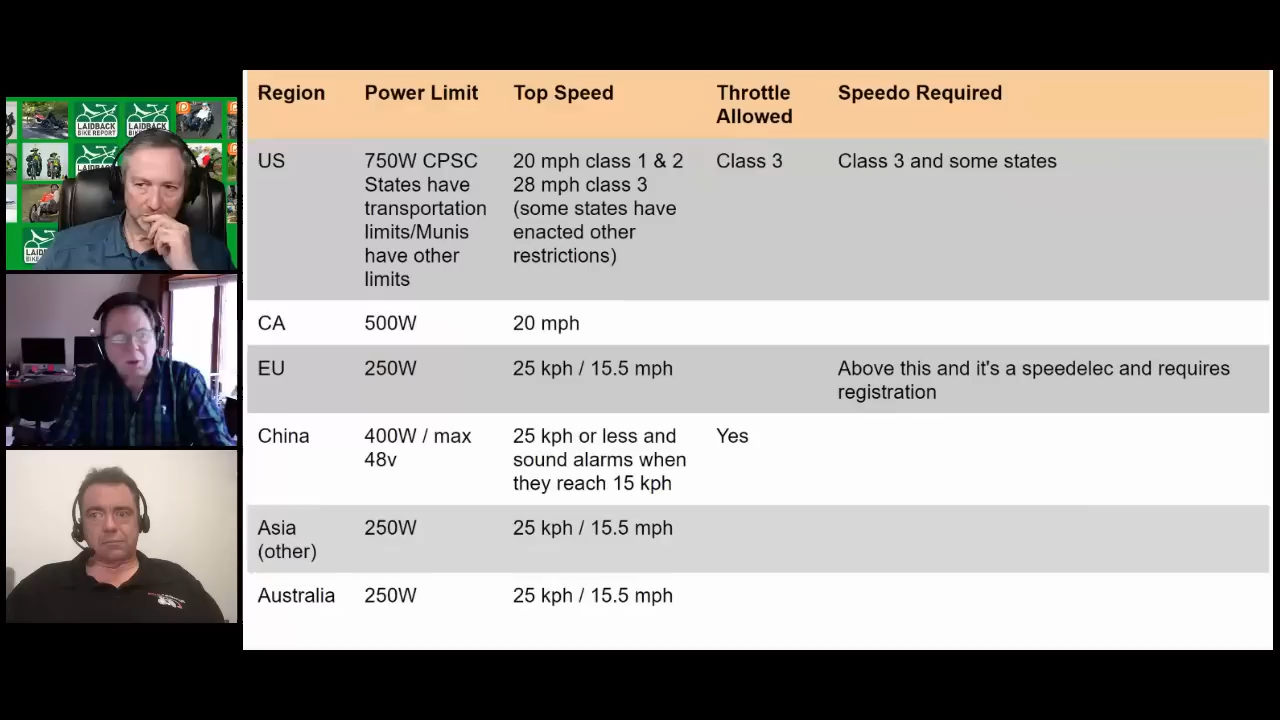 LAIDBACK
BIKE REPORT
LAIDBACK
BIKE REPORT
Region Power Limit Top Speed Throttle Allowed Speedo Required
US 750W CPSC States have transportation limits/Munis have other limits 20 mph class 1 & 2 28 mph class 3 (some states have enacted other restrictions) Class 3 Class 3 and some states
CA 500W 20 mph
EU 250W 25 kph / 15.5 mph Above this and it's a speedelec and requires registration
China 400W / max 48v 25 kph or less and sound alarms when they reach 15 kph Yes
Asia (other) 250W 25 kph / 15.5 mph
Australia 250W 25 kph / 15.5 mph